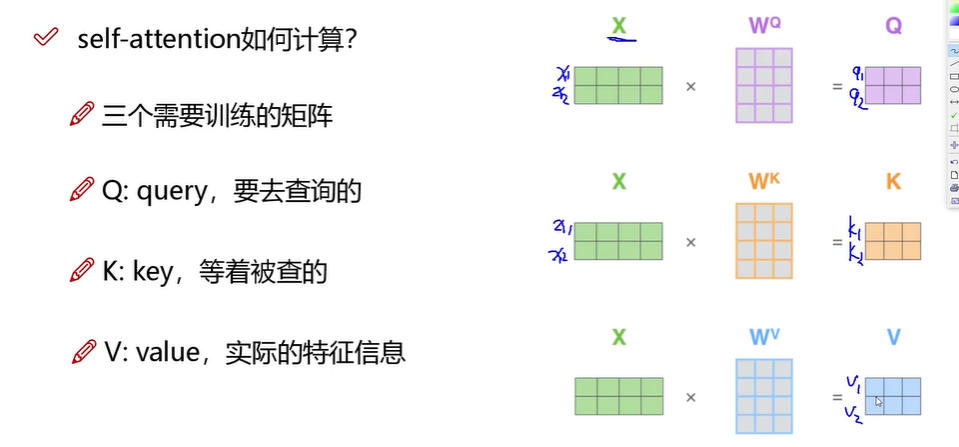 self-attention如何计算？
三个需要训练的矩阵
Q: query，要去查询的
K: key，等着被查的
V: value，实际的特征信息
X W^Q Q
x₁
x₂
× =
q₁
q₂
X W^K K
x₁
x₂
× =
k₁
k₂
X W^V V
× =
v₁
v₂